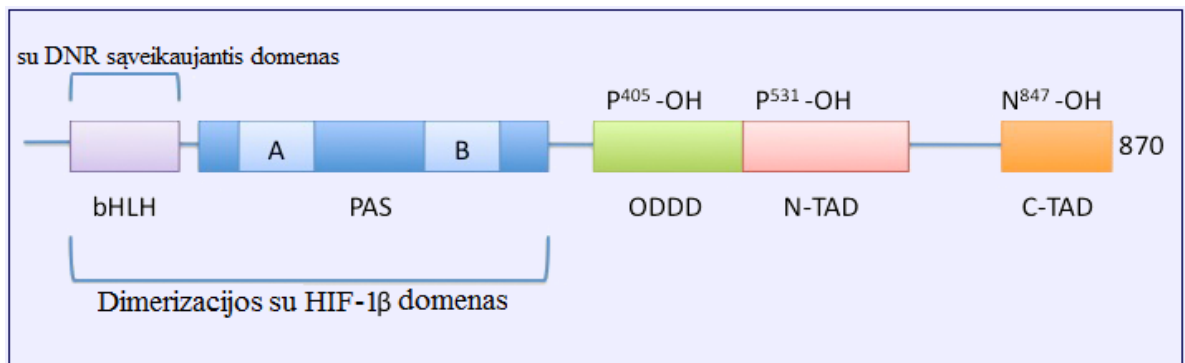 su DNR sąveikaujantis domenas
P⁴⁰⁵-OH P⁵³¹-OH N⁸⁴⁷-OH
A B 870
bHLH PAS ODDD N-TAD C-TAD
Dimerizacijos su HIF-1β domenas